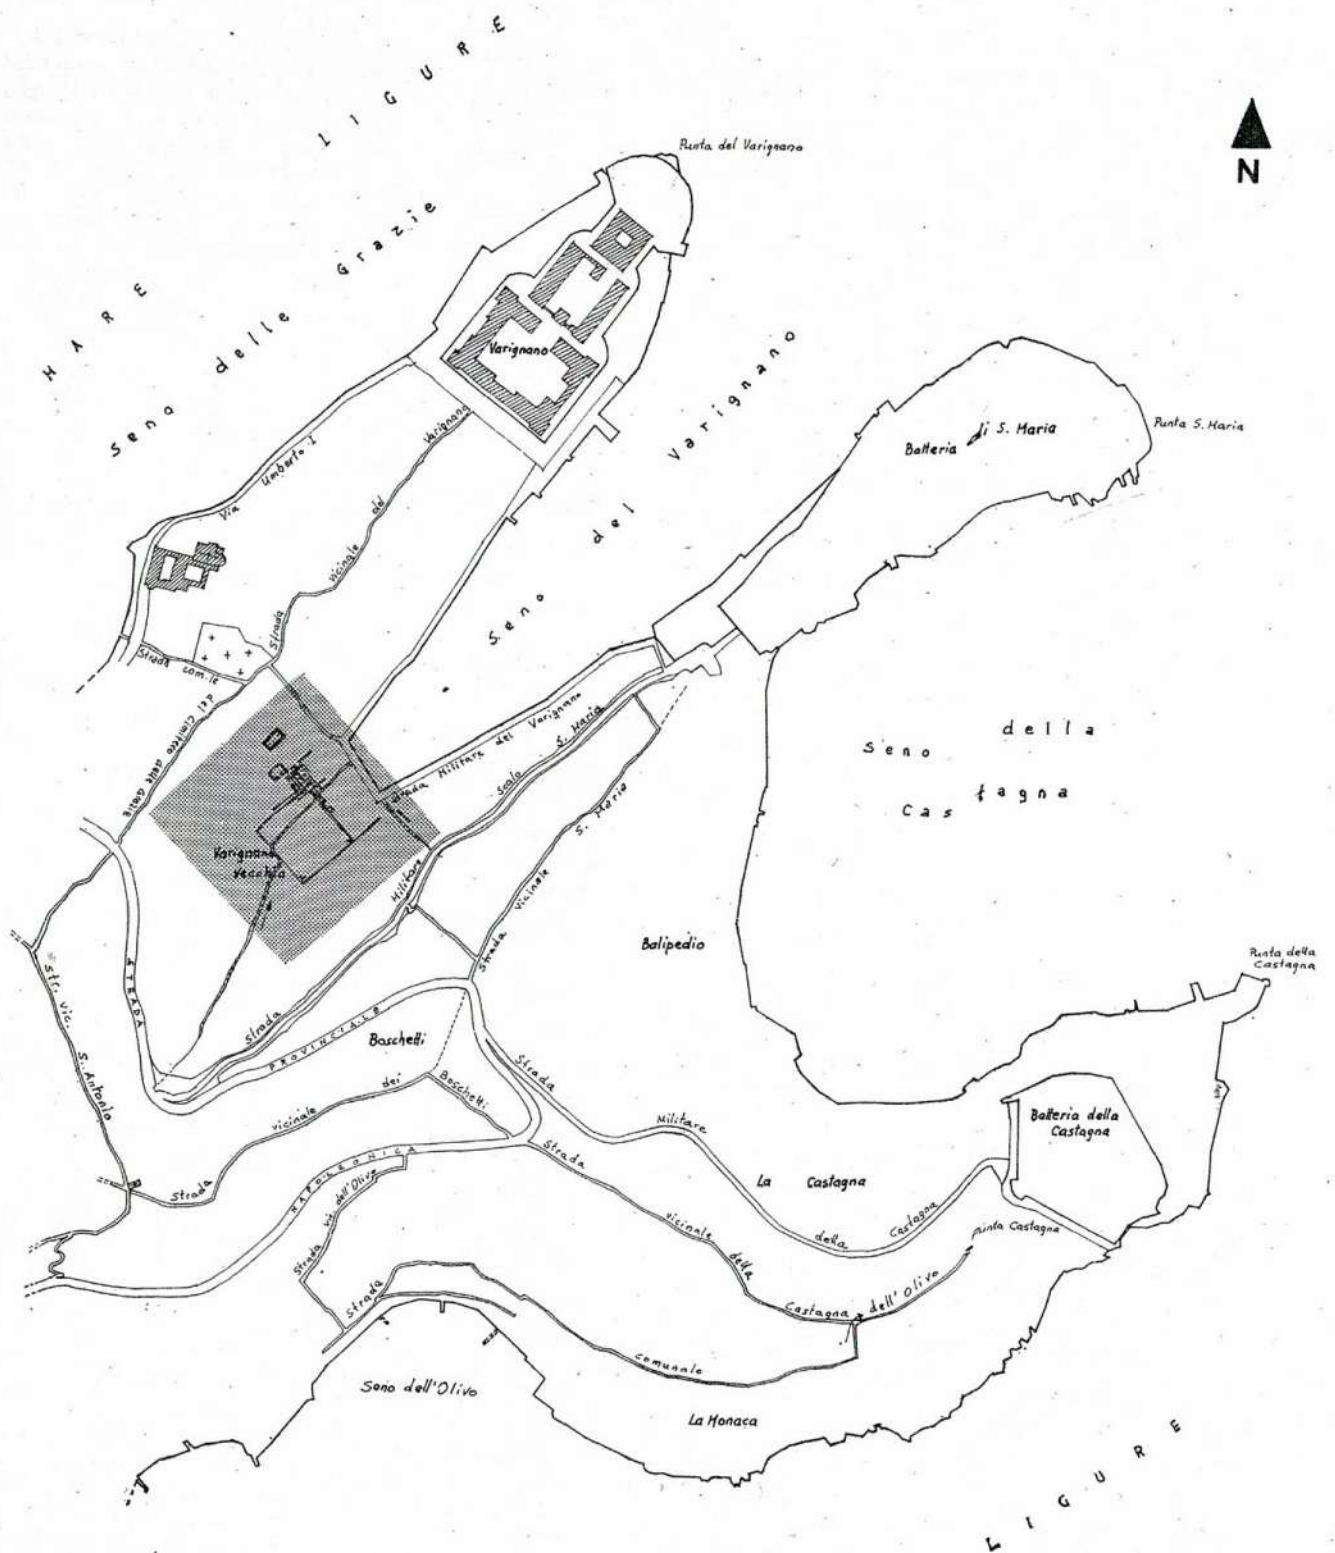 MARE LIGURE
Seno delle Grazie
Punta del Varignano
N
Varignano
Seno del Varignano
Via Umberto I
Strada vicinale del Varignano
Batteria di S. Maria
Punta S. Maria
Strada com.le del Cimitero delle Grazie
Strada Militare del Varignano
Strada Militare Scalo S. Maria
Strada vicinale S. Maria
Seno della
Castagna
Varignano
vecchio
Balipedio
Punta della
Castagna
STRADA PROVINCIALE
Str. vic. S. Antonio
Boschetti
Strada vicinale dei Boschetti
Strada Militare della Castagna
Batteria della
Castagna
La Castagna
NAPOLEONICA
Strada vic. dell'Olivo
Strada vicinale della Castagna
punta Castagna
Strada comunale dell'Olivo
Seno dell'Olivo
La Monaca
LIGURE